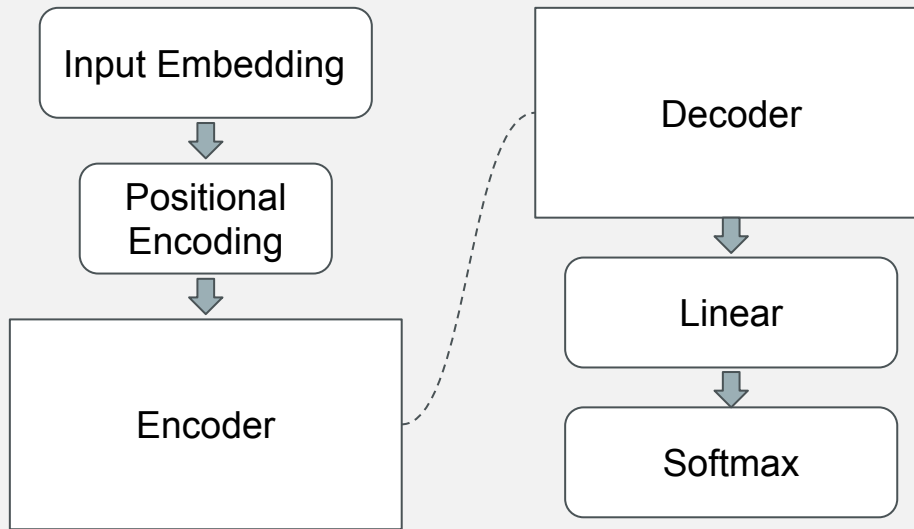 Input Embedding
Positional
Encoding
Encoder
Decoder
Linear
Softmax